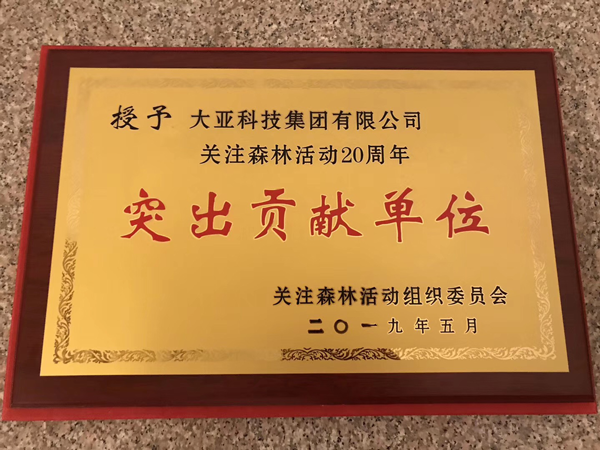 授予 大亚科技集团有限公司
关注森林活动20周年
突出贡献单位
关注森林活动组织委员会
二〇一九年五月